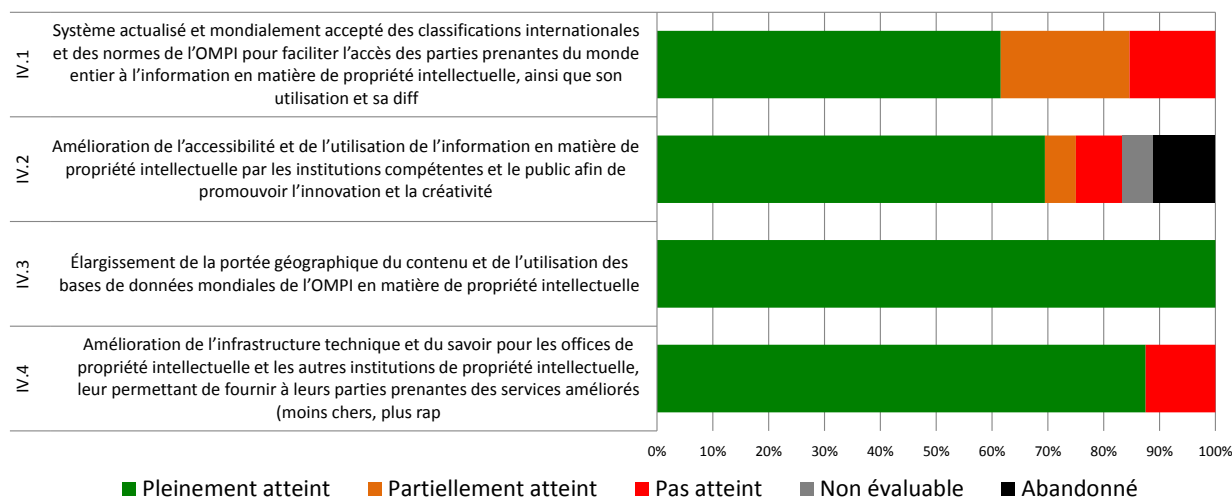 IV.1
Système actualisé et mondialement accepté des classifications internationales
et des normes de l’OMPI pour faciliter l’accès des parties prenantes du monde
entier à l’information en matière de propriété intellectuelle, ainsi que son
utilisation et sa diff
IV.2
Amélioration de l’accessibilité et de l’utilisation de l’information en matière de
propriété intellectuelle par les institutions compétentes et le public afin de
promouvoir l’innovation et la créativité
IV.3
Élargissement de la portée géographique du contenu et de l’utilisation des
bases de données mondiales de l’OMPI en matière de propriété intellectuelle
IV.4
Amélioration de l’infrastructure technique et du savoir pour les offices de
propriété intellectuelle et les autres institutions de propriété intellectuelle,
leur permettant de fournir à leurs parties prenantes des services améliorés
(moins chers, plus rap
0% 10% 20% 30% 40% 50% 60% 70% 80% 90% 100%
Pleinement atteint Partiellement atteint Pas atteint Non évaluable Abandonné